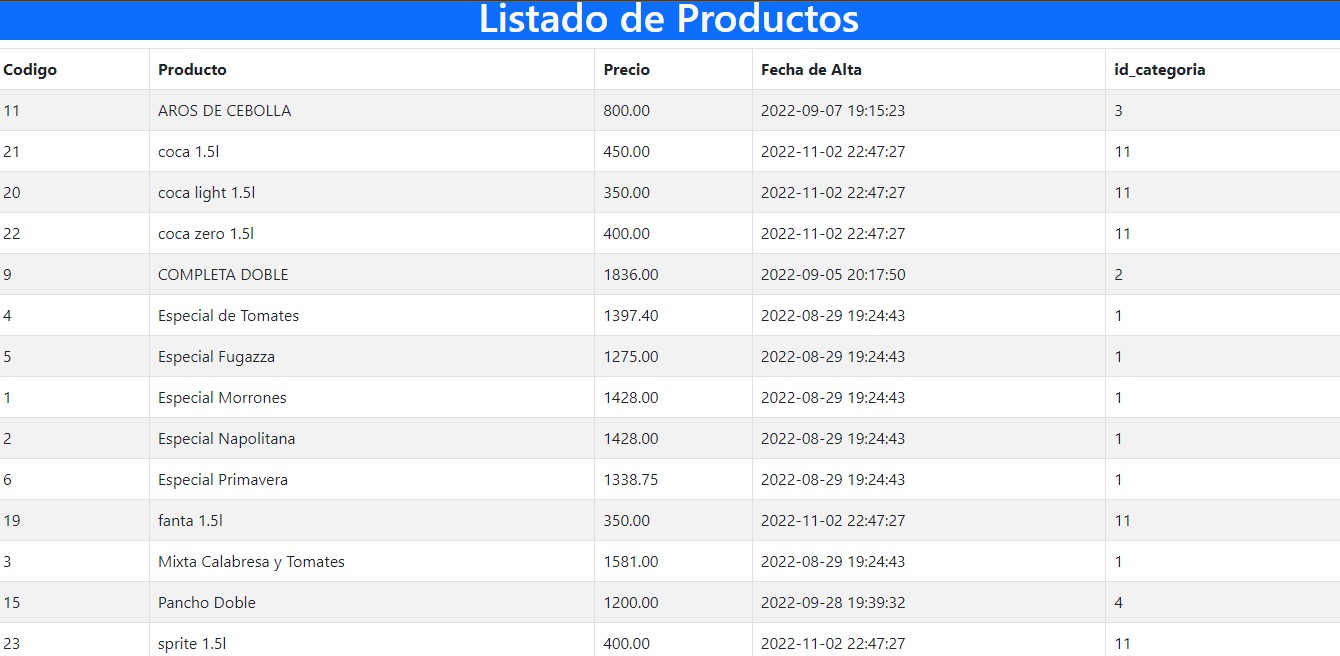 Listado de Productos
Codigo Producto Precio Fecha de Alta id_categoria
11 AROS DE CEBOLLA 800.00 2022-09-07 19:15:23 3
21 coca 1.5l 450.00 2022-11-02 22:47:27 11
20 coca light 1.5l 350.00 2022-11-02 22:47:27 11
22 coca zero 1.5l 400.00 2022-11-02 22:47:27 11
9 COMPLETA DOBLE 1836.00 2022-09-05 20:17:50 2
4 Especial de Tomates 1397.40 2022-08-29 19:24:43 1
5 Especial Fugazza 1275.00 2022-08-29 19:24:43 1
1 Especial Morrones 1428.00 2022-08-29 19:24:43 1
2 Especial Napolitana 1428.00 2022-08-29 19:24:43 1
6 Especial Primavera 1338.75 2022-08-29 19:24:43 1
19 fanta 1.5l 350.00 2022-11-02 22:47:27 11
3 Mixta Calabresa y Tomates 1581.00 2022-08-29 19:24:43 1
15 Pancho Doble 1200.00 2022-09-28 19:39:32 4
23 sprite 1.5l 400.00 2022-11-02 22:47:27 11